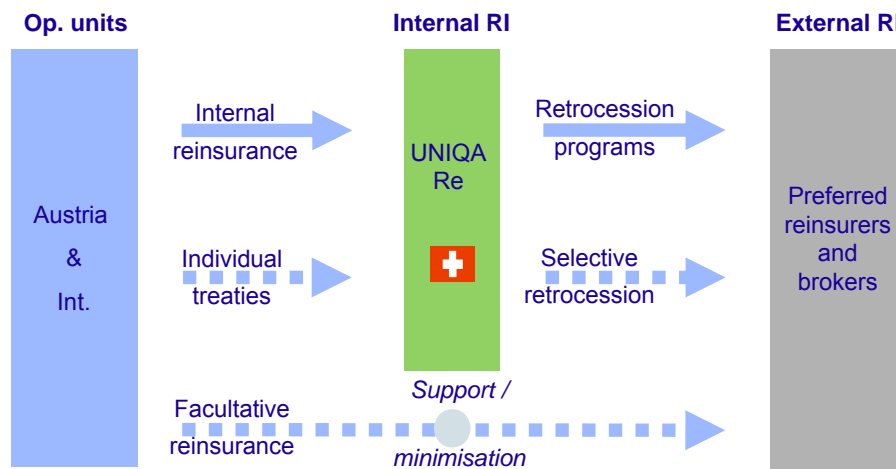 Op. units
Internal RI
External RI
Internal
reinsurance
Retrocession
programs
UNIQA
Re
Austria
&
Int.
Preferred
reinsurers
and
brokers
Individual
treaties
Selective
retrocession
Support /
Facultative
reinsurance
minimisation